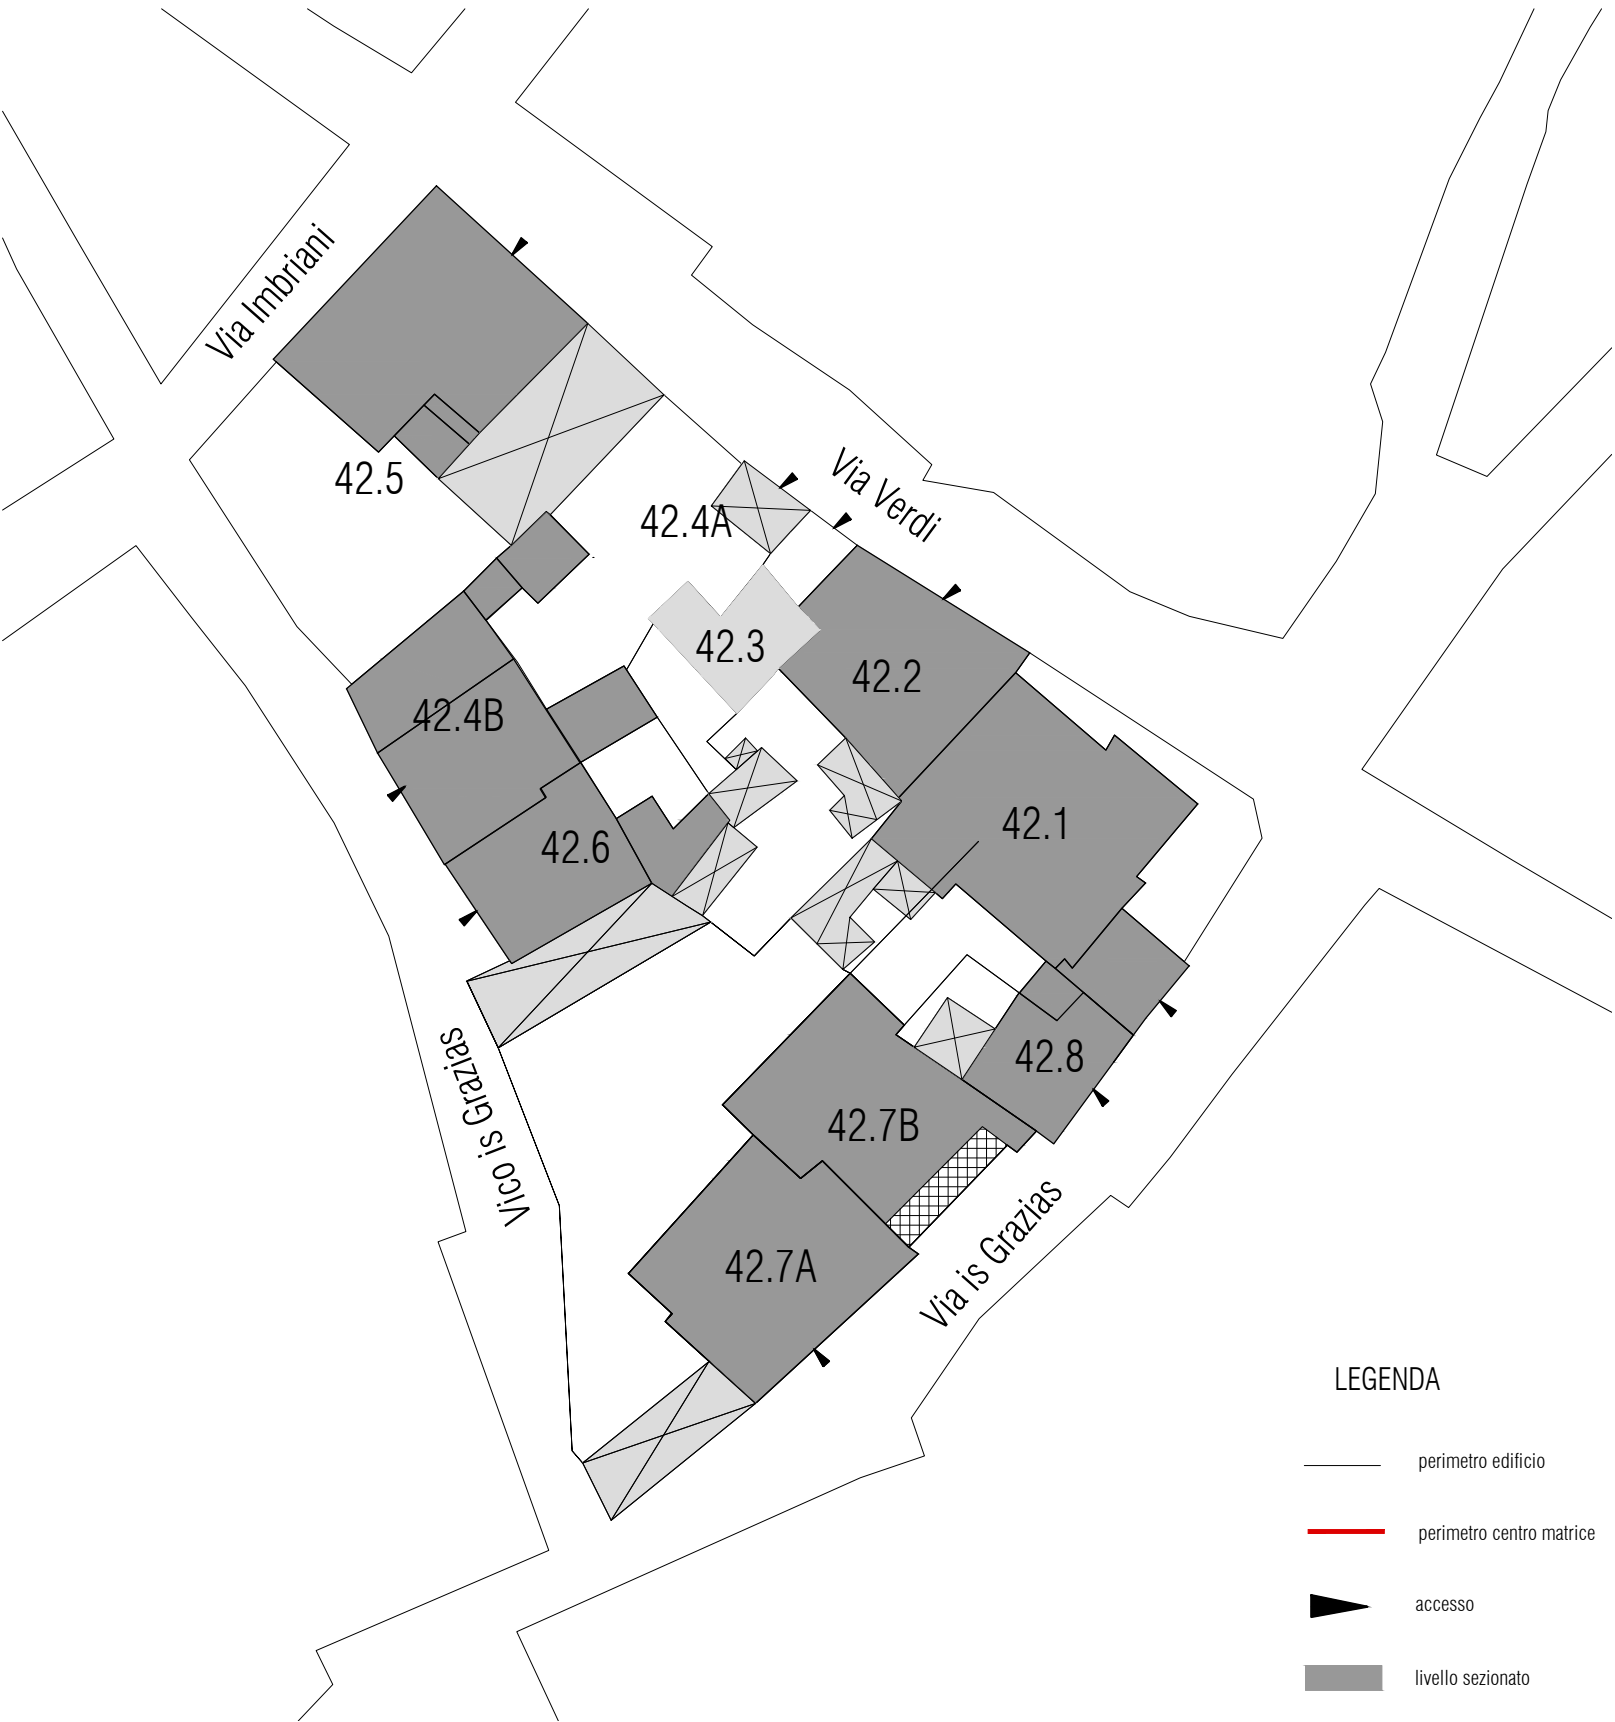 Via Imbriani
42.5
42.4A
Via Verdi
42.3
42.2
42.4B
42.1
42.6
Vico is Grazias
42.8
42.7B
42.7A
Via is Grazias
LEGENDA
perimetro edificio
perimetro centro matrice
accesso
livello sezionato